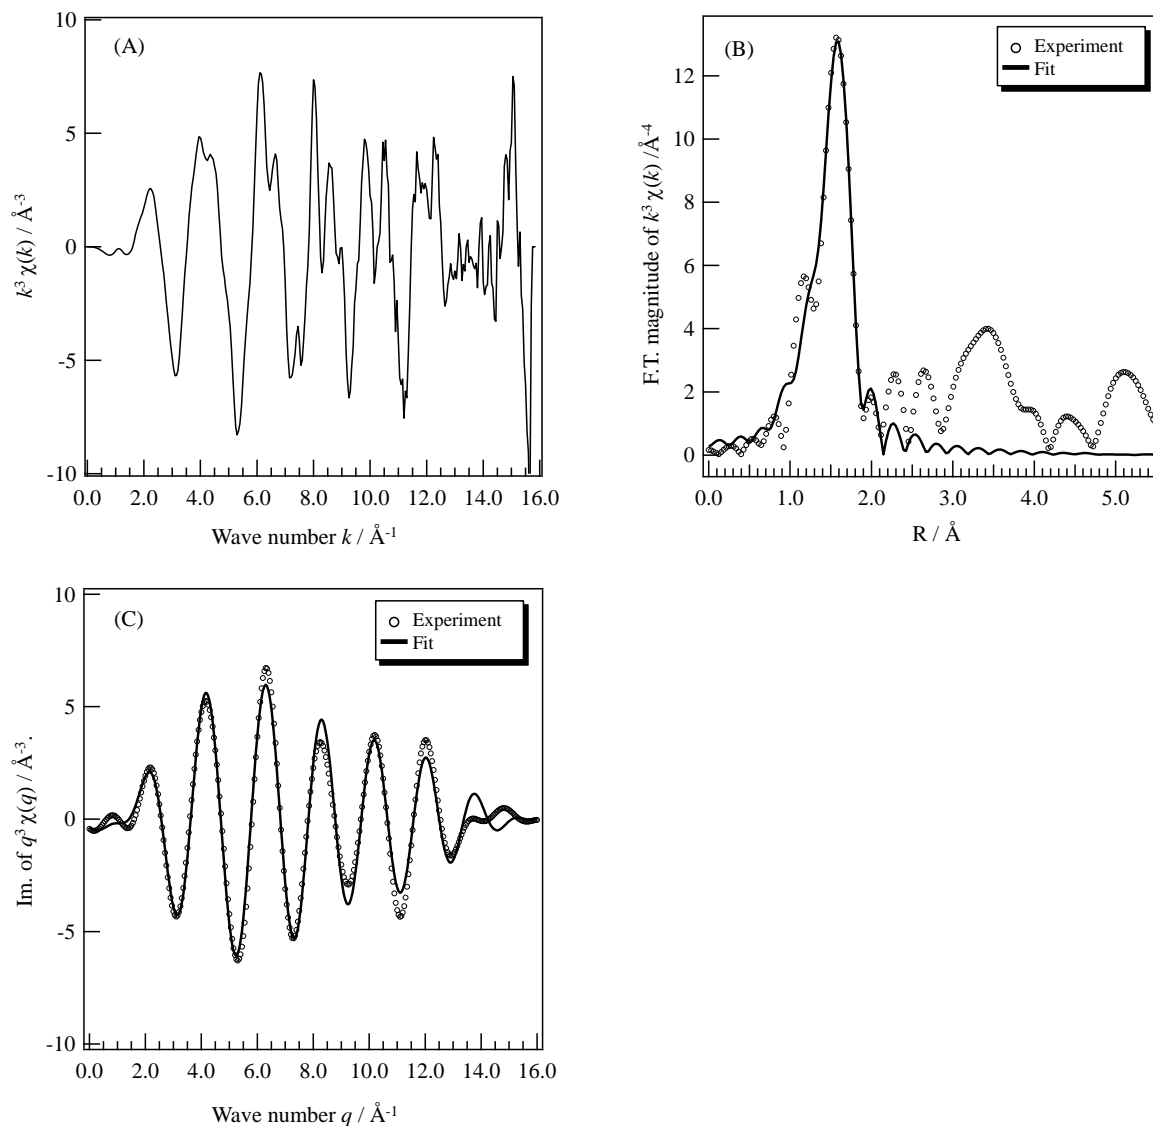 (A)
10
5
0
-5
-10
k³ χ(k) / Å⁻³
0.0 2.0 4.0 6.0 8.0 10.0 12.0 14.0 16.0
Wave number k / Å⁻¹
(B)
Experiment
Fit
12
10
8
6
4
2
0
F.T. magnitude of k³ χ(k) /Å⁻⁴
0.0 1.0 2.0 3.0 4.0 5.0
R / Å
(C)
Experiment
Fit
10
5
0
-5
-10
Im. of q³ χ(q) / Å⁻³.
0.0 2.0 4.0 6.0 8.0 10.0 12.0 14.0 16.0
Wave number q / Å⁻¹